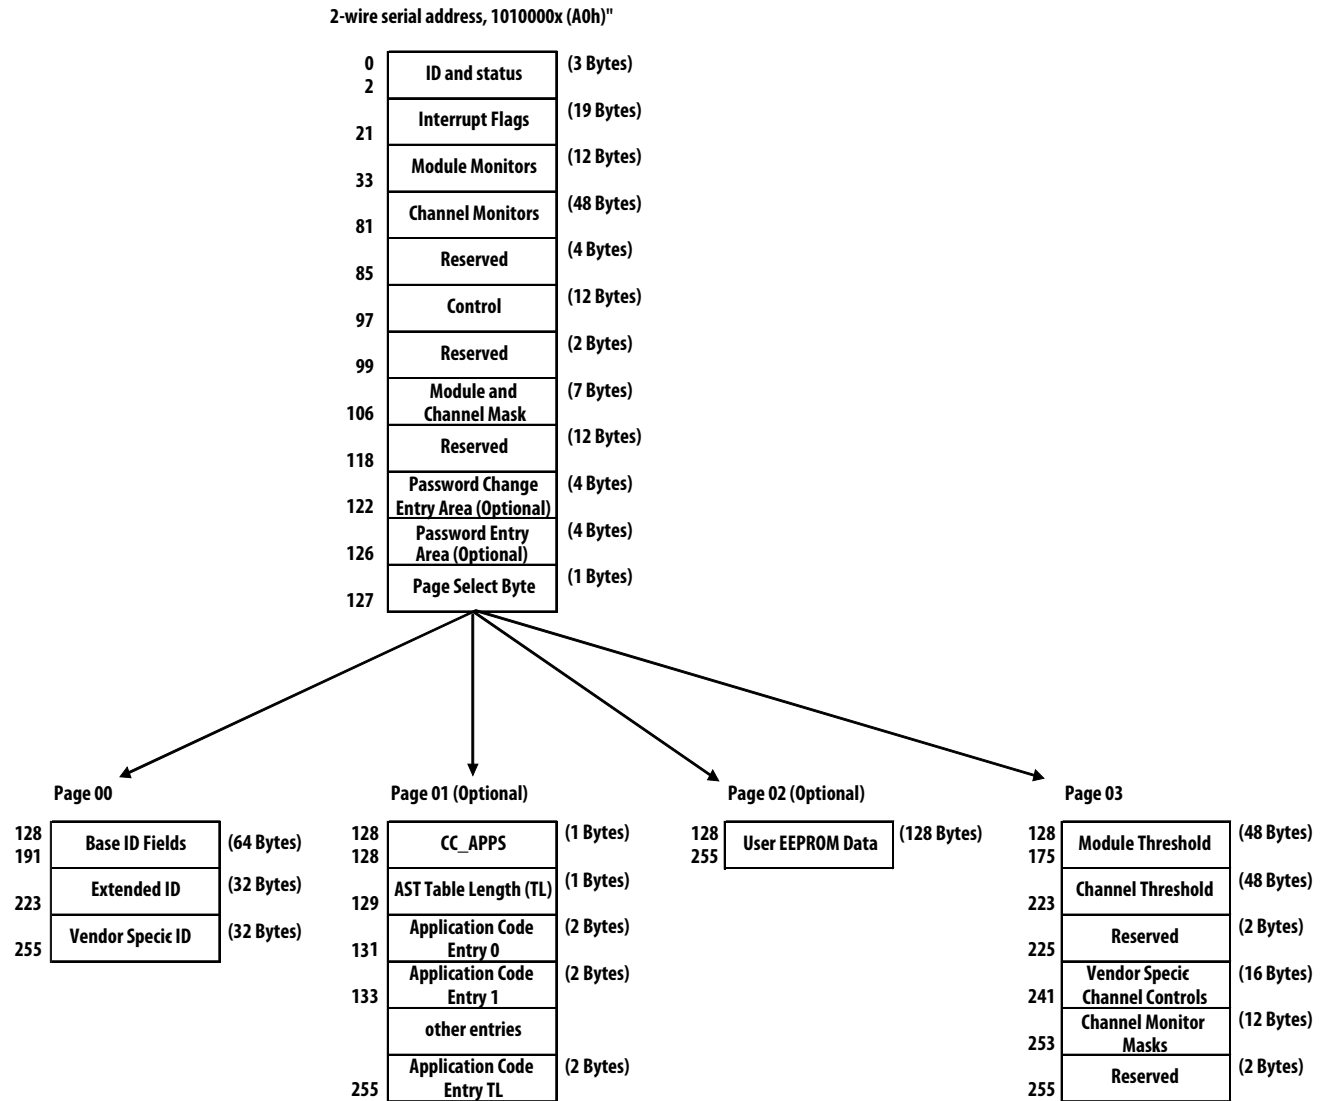 2-wire serial address, 1010000x (A0h)"
0
2
ID and status
(3 Bytes)
21
Interrupt Flags
(19 Bytes)
33
Module Monitors
(12 Bytes)
81
Channel Monitors
(48 Bytes)
85
Reserved
(4 Bytes)
97
Control
(12 Bytes)
99
Reserved
(2 Bytes)
106
Module and
Channel Mask
(7 Bytes)
118
Reserved
(12 Bytes)
122
Password Change
Entry Area (Optional)
(4 Bytes)
126
Password Entry
Area (Optional)
(4 Bytes)
127
Page Select Byte
(1 Bytes)
Page 00
128
191
Base ID Fields
(64 Bytes)
223
Extended ID
(32 Bytes)
255
Vendor Specic ID
(32 Bytes)
Page 01 (Optional)
128
128
CC_APPS
(1 Bytes)
129
AST Table Length (TL)
(1 Bytes)
131
Application Code
Entry 0
(2 Bytes)
133
Application Code
Entry 1
(2 Bytes)
other entries
255
Application Code
Entry TL
(2 Bytes)
Page 02 (Optional)
128
255
User EEPROM Data
(128 Bytes)
Page 03
128
175
Module Threshold
(48 Bytes)
223
Channel Threshold
(48 Bytes)
225
Reserved
(2 Bytes)
241
Vendor Specic
Channel Controls
(16 Bytes)
253
Channel Monitor
Masks
(12 Bytes)
255
Reserved
(2 Bytes)